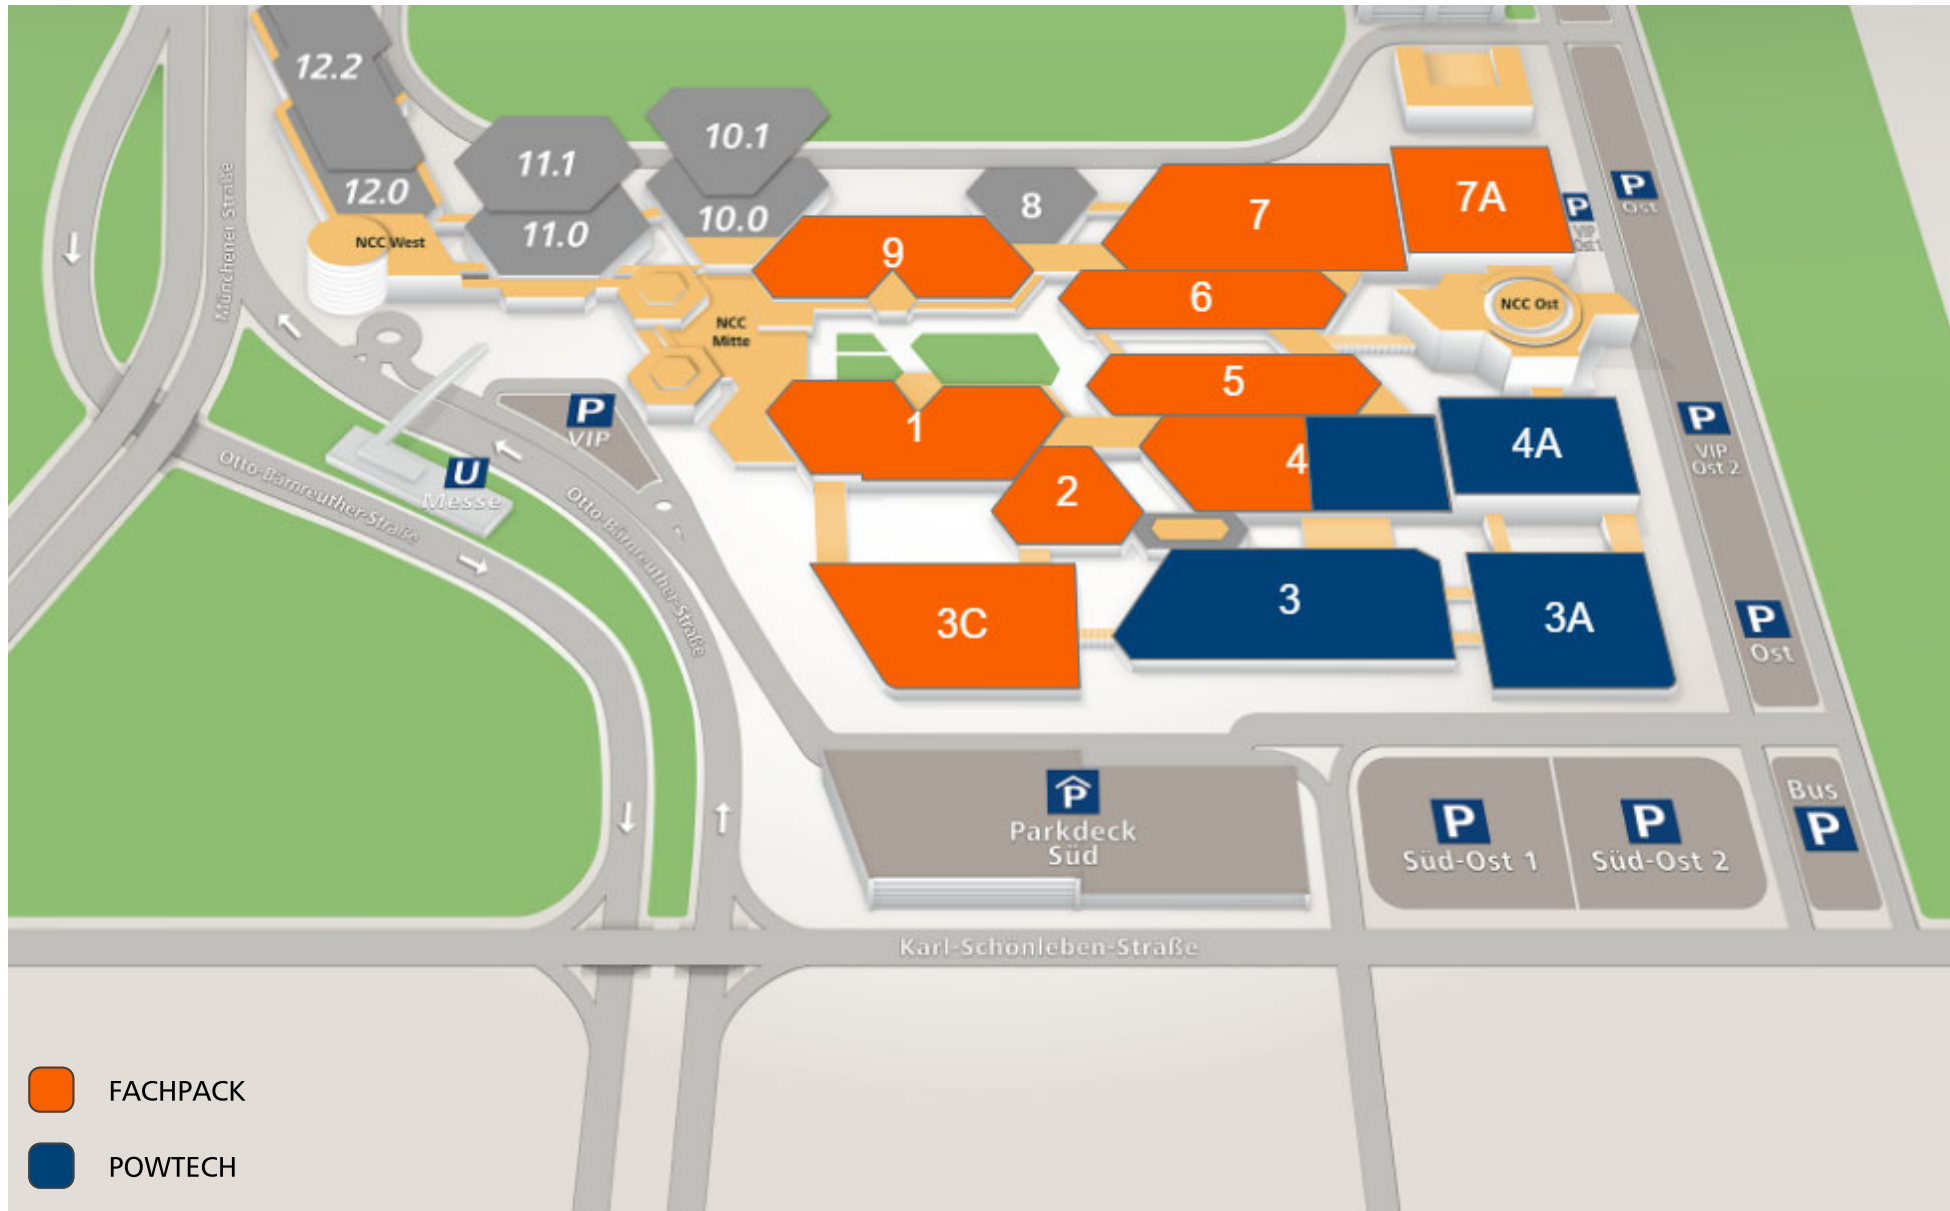 12.2
10.1
11.1
12.0
10.0
11.0
8
9
7
7A
6
5
4
4A
1
2
3C
3
3A
NCC West
NCC
Mitte
NCC Ost
Münchener Straße
Otto-Bärnreuther-Straße
Otto-Bärnreuther-Straße
P
VIP
U
Messe
P
Ost
P
VIP
Ost 1
P
VIP
Ost 2
P
Ost
P
Parkdeck
Süd
P
Süd-Ost 1
P
Süd-Ost 2
Bus
P
Karl-Schönleben-Straße
FACHPACK
POWTECH